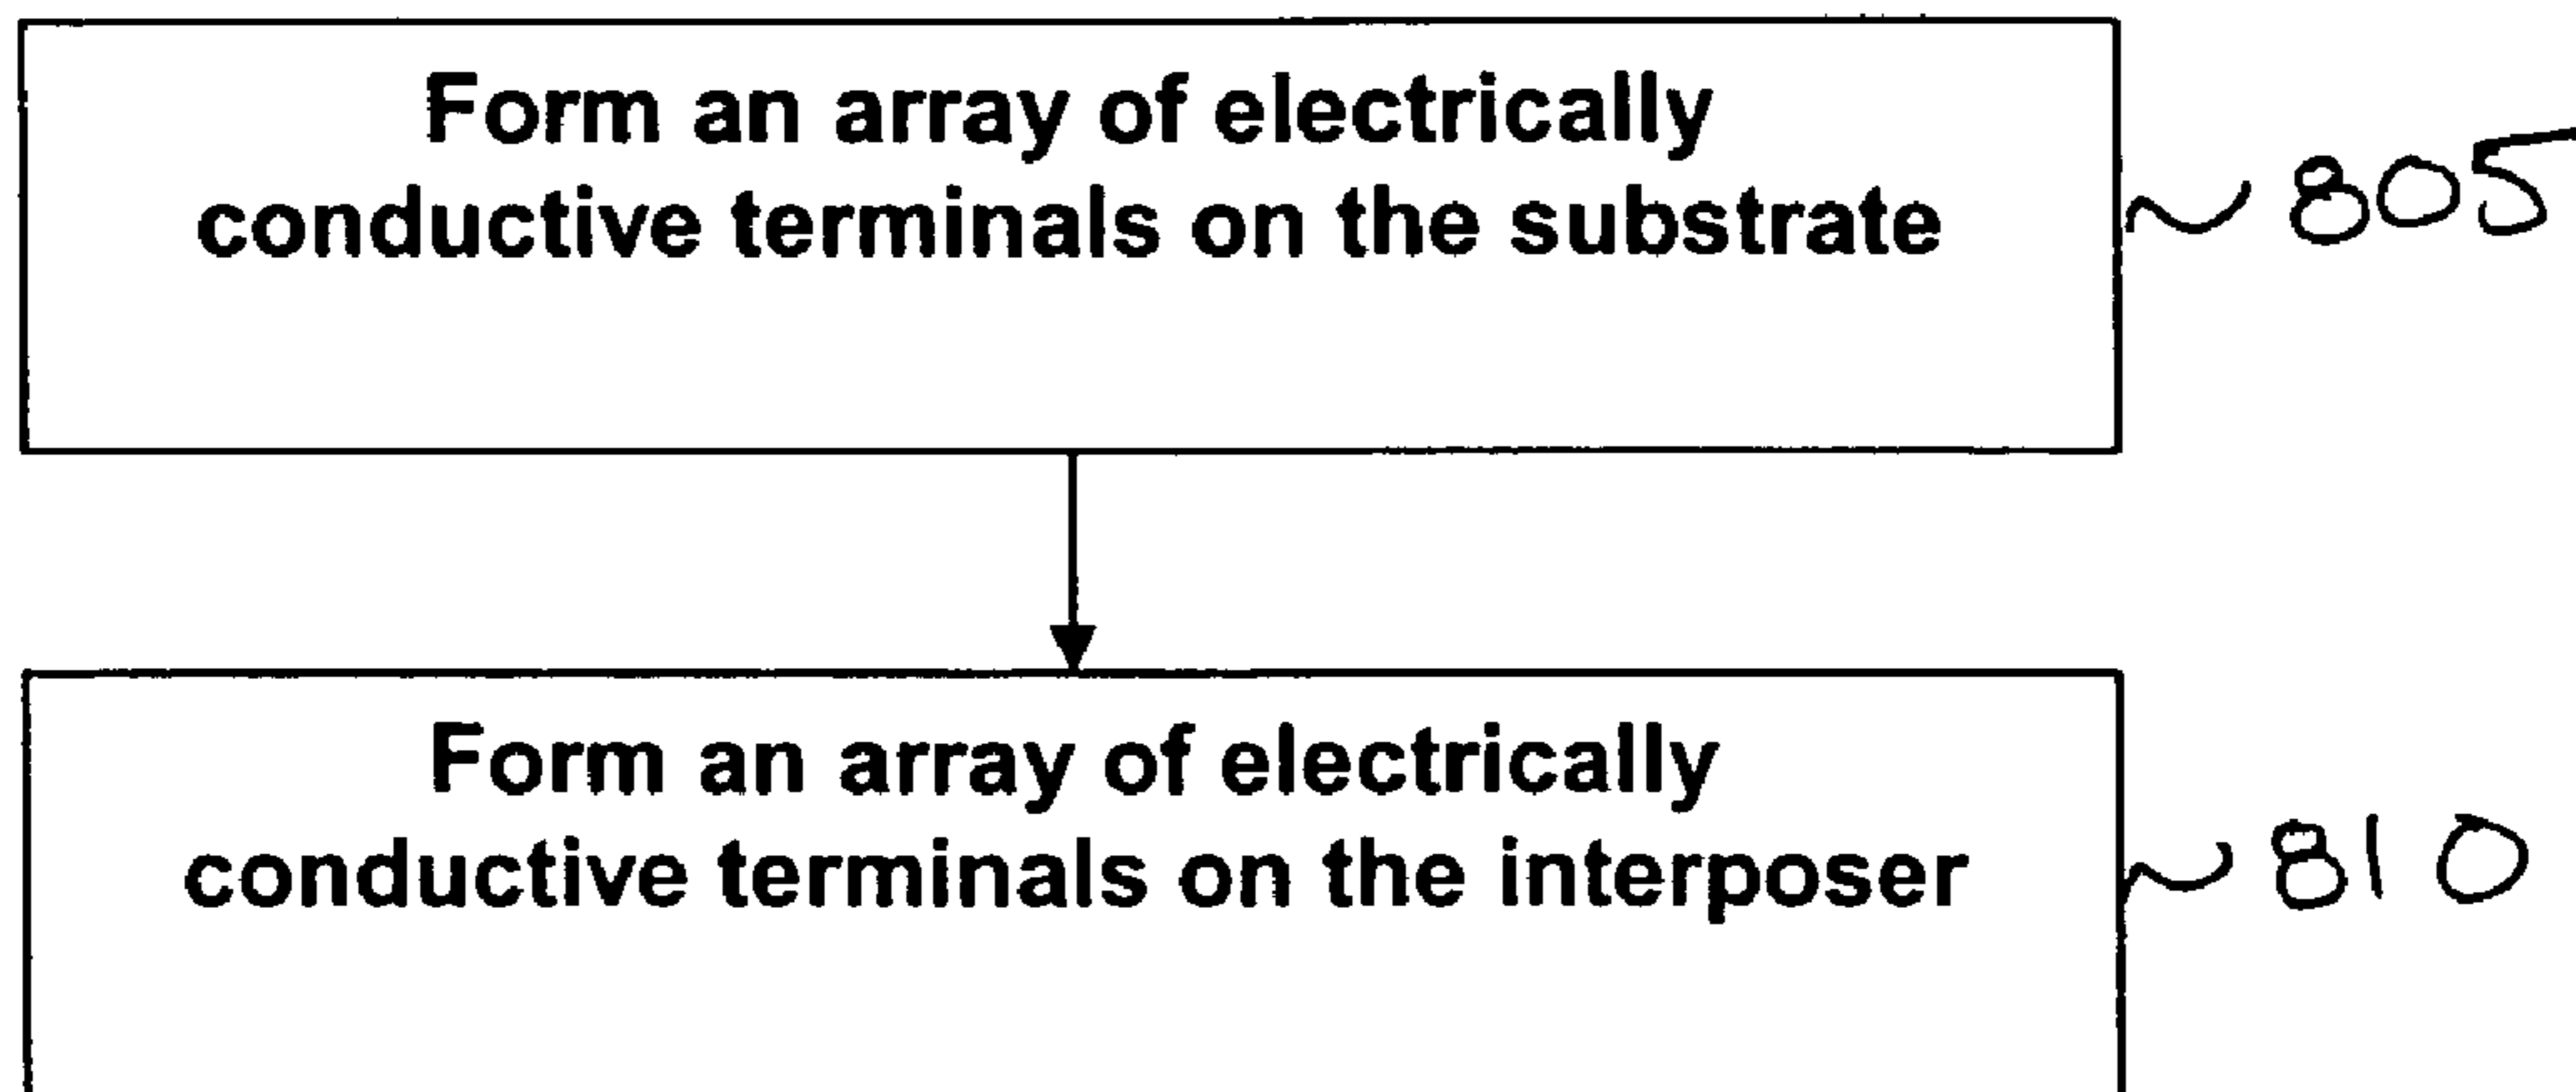 Form an array of electrically
conductive terminals on the substrate
805
Form an array of electrically
conductive terminals on the interposer
810